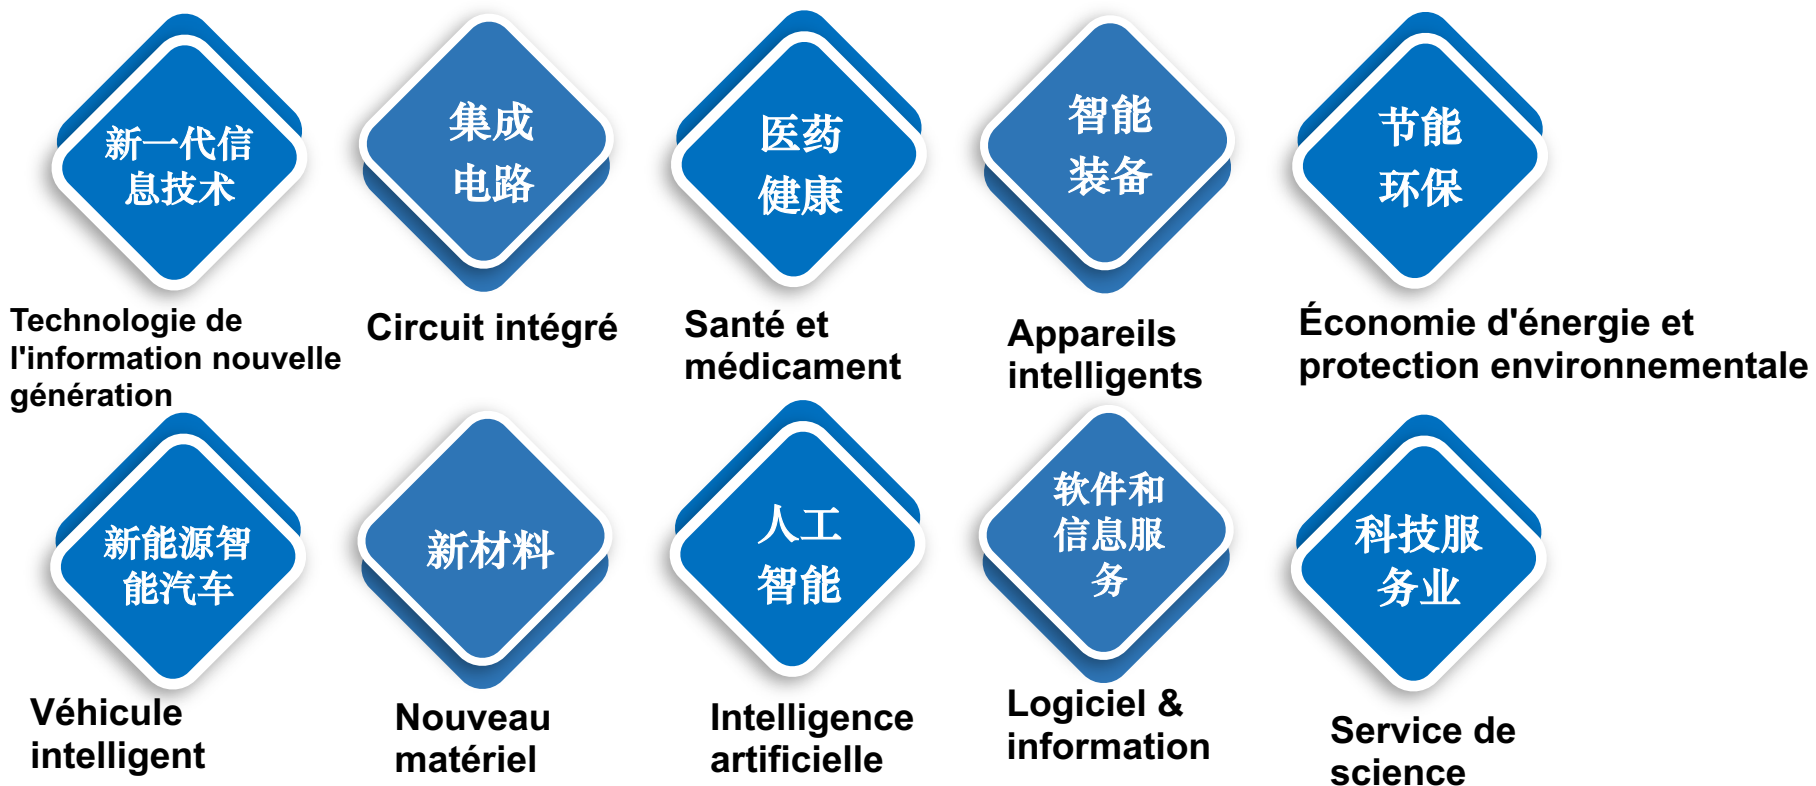 新一代信
息技术
Technologie de
l'information nouvelle
génération
集成
电路
Circuit intégré
医药
健康
Santé et
médicament
智能
装备
Appareils
intelligents
节能
环保
Économie d'énergie et
protection environnementale
新能源智
能汽车
Véhicule
intelligent
新材料
Nouveau
matériel
人工
智能
Intelligence
artificielle
软件和
信息服
务
Logiciel &
information
科技服
务业
Service de
science